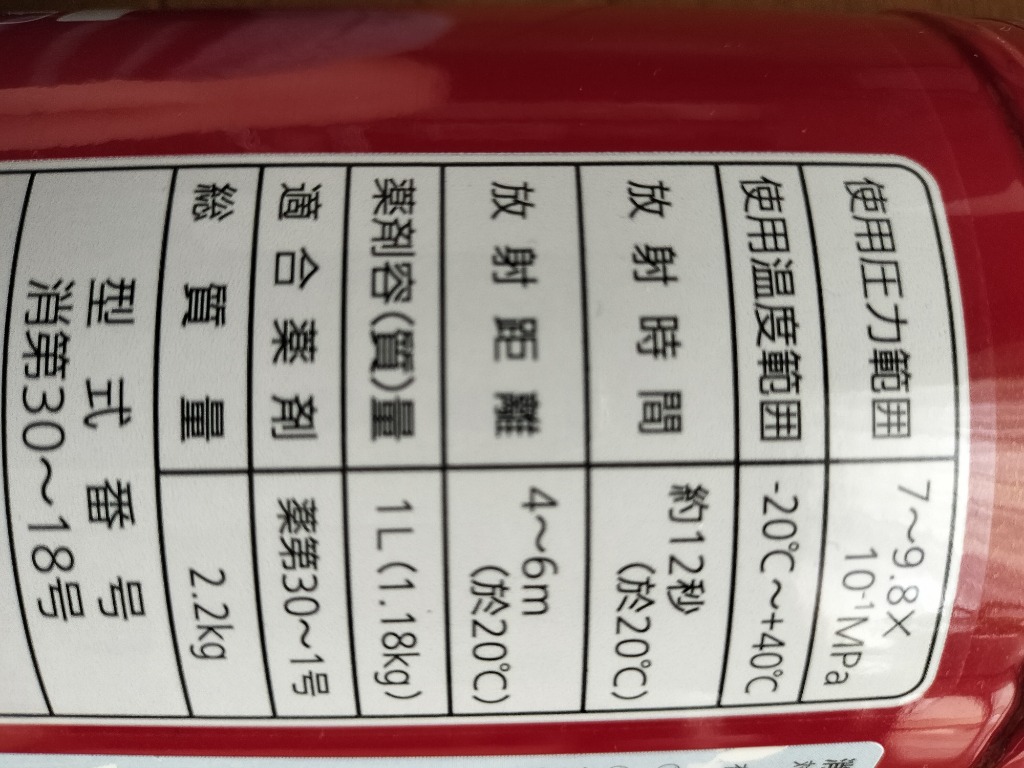 使用圧力範囲 7～9.8×
10⁻¹MPa
使用温度範囲 -20℃～+40℃
放射時間 約12秒
(於20℃)
放射距離 4～6m
(於20℃)
薬剤容(質)量 1L(1.18kg)
適合薬剤 薬第30～1号
総質量 2.2kg
型式番号
消第30～18号